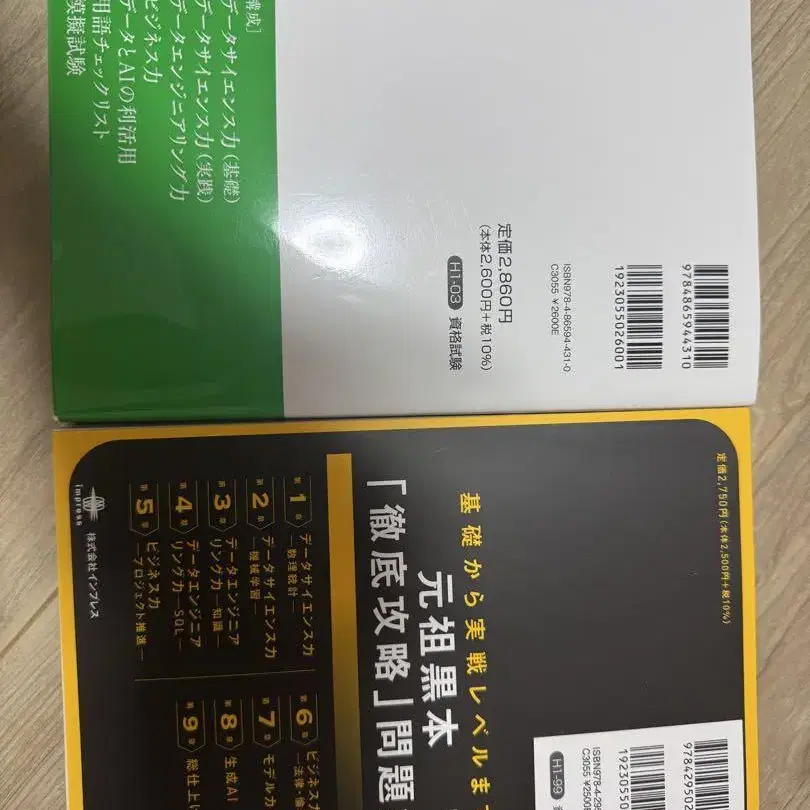 構成]
データサイエンス力(基礎)
データサイエンス力(実践)
データエンジニアリング力
ビジネス力
データとAIの利活用
用語チェックリスト
模擬試験
定価2,860円
(本体2,600円+税10%)
H1-03 資格試験
ISBN978-4-86594-431-0
C3055 ¥2600E
9784865944310
1923055026001
定価2,750円(本体2,500円+税10%)
基礎から実戦レベルま
元祖黒本
「徹底攻略」問題
第1章 データサイエンス力
―数理統計―
第2章 データサイエンス力
―機械学習―
第3章 データエンジニア
リング力―知識―
第4章 データエンジニア
リング力―SQL―
第5章 ビジネス力
―プロジェクト推進―
第6章 ビジネス
―法律・倫
第7章 モデルカ
第8章 生成AI
第9章 総仕上
impress
株式会社インプレス
978429502
1923055
ISBN978-4-295
C3055 ¥2500
H1-99